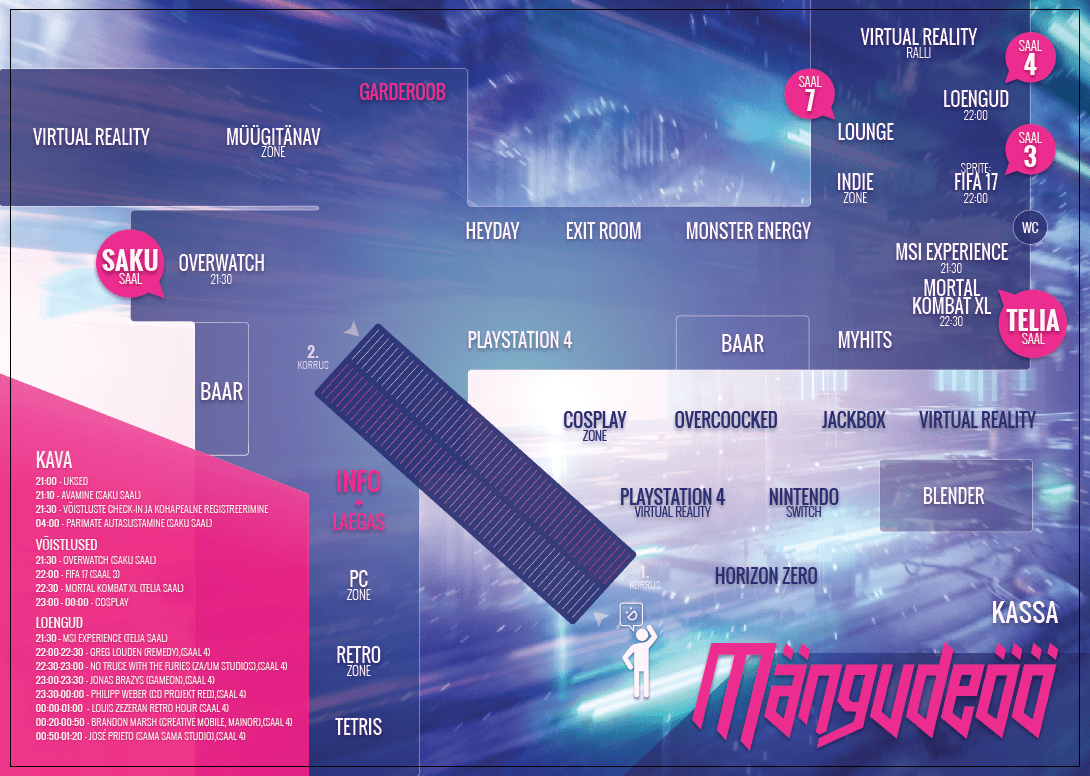 VIRTUAL REALITY
RALLI
SAAL
4
GARDEROOB
SAAL
7
LOENGUD
22:00
VIRTUAL REALITY
MÜÜGITÄNAV
ZONE
LOUNGE
SAAL
3
INDIE
ZONE
SPRITE:
FIFA 17
22:00
HEYDAY
EXIT ROOM
MONSTER ENERGY
WC
SAKU
SAAL
OVERWATCH
21:30
MSI EXPERIENCE
21:30
MORTAL
KOMBAT XL
22:30
TELIA
SAAL
2.
KORRUS
PLAYSTATION 4
BAAR
MYHITS
BAAR
COSPLAY
ZONE
OVERCOOCKED
JACKBOX
VIRTUAL REALITY
PLAYSTATION 4
VIRTUAL REALITY
NINTENDO
SWITCH
BLENDER
INFO
+
LAEGAS
HORIZON ZERO
1.
KORRUS
PC
ZONE
RETRO
ZONE
TETRIS
KASSA
Mängudeööö
KAVA
21:00 - UKSED
21:10 - AVAMINE (SAKU SAAL)
21:30 - VÕISTLUSTE CHECK-IN JA KOHAPEALNE REGISTREERIMINE
04:00 - PARIMATE AUTASUSTAMINE (SAKU SAAL)
VÕISTLUSED
21:30 - OVERWATCH (SAKU SAAL)
22:00 - FIFA 17 (SAAL 3)
22:30 - MORTAL KOMBAT XL (TELIA SAAL)
23:00 - 00:00 - COSPLAY
LOENGUD
21:30 - MSI EXPERIENCE (TELIA SAAL)
22:00-22:30 - GREG LOUDEN (REMEDY),(SAAL 4)
22:30-23:00 - NO TRUCE WITH THE FURIES (ZA/UM STUDIOS),(SAAL 4)
23:00-23:30 - JONAS BRAZYS (GAMEON),(SAAL 4)
23:30-00:00 - PHILIPP WEBER (CD PROJEKT RED),(SAAL 4)
00:00-01:00 - LOUIS ZEZERAN RETRO HOUR (SAAL 4)
00:20-00:50 - BRANDON MARSH (CREATIVE MOBILE, MAINOR),(SAAL 4)
00:50-01:20 - JOSÉ PRIETO (SAMA SAMA STUDIO),(SAAL 4)